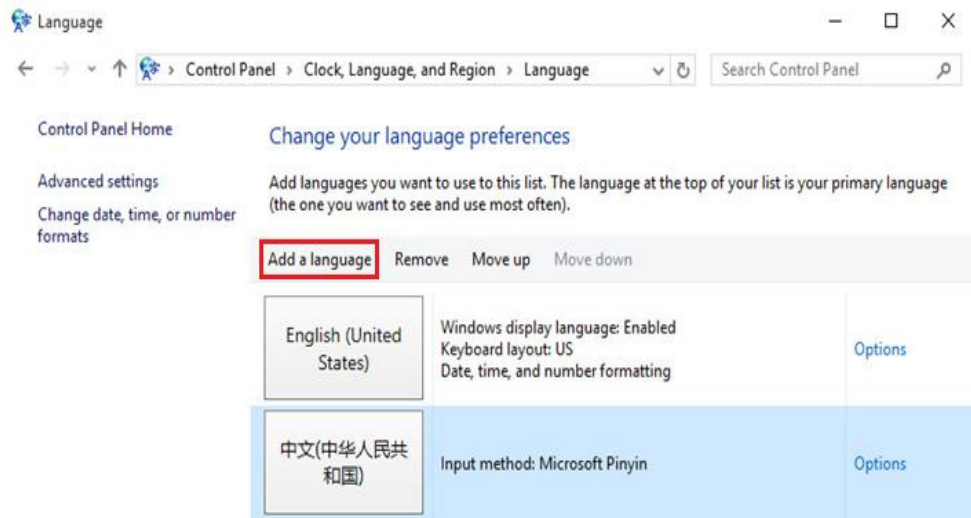 Language
Control Panel › Clock, Language, and Region › Language
Search Control Panel
Control Panel Home
Advanced settings
Change date, time, or number
formats
Change your language preferences
Add languages you want to use to this list. The language at the top of your list is your primary language
(the one you want to see and use most often).
Add a language Remove Move up Move down
English (United
States)
Windows display language: Enabled
Keyboard layout: US
Date, time, and number formatting
Options
中文(中华人民共
和国)
Input method: Microsoft Pinyin
Options